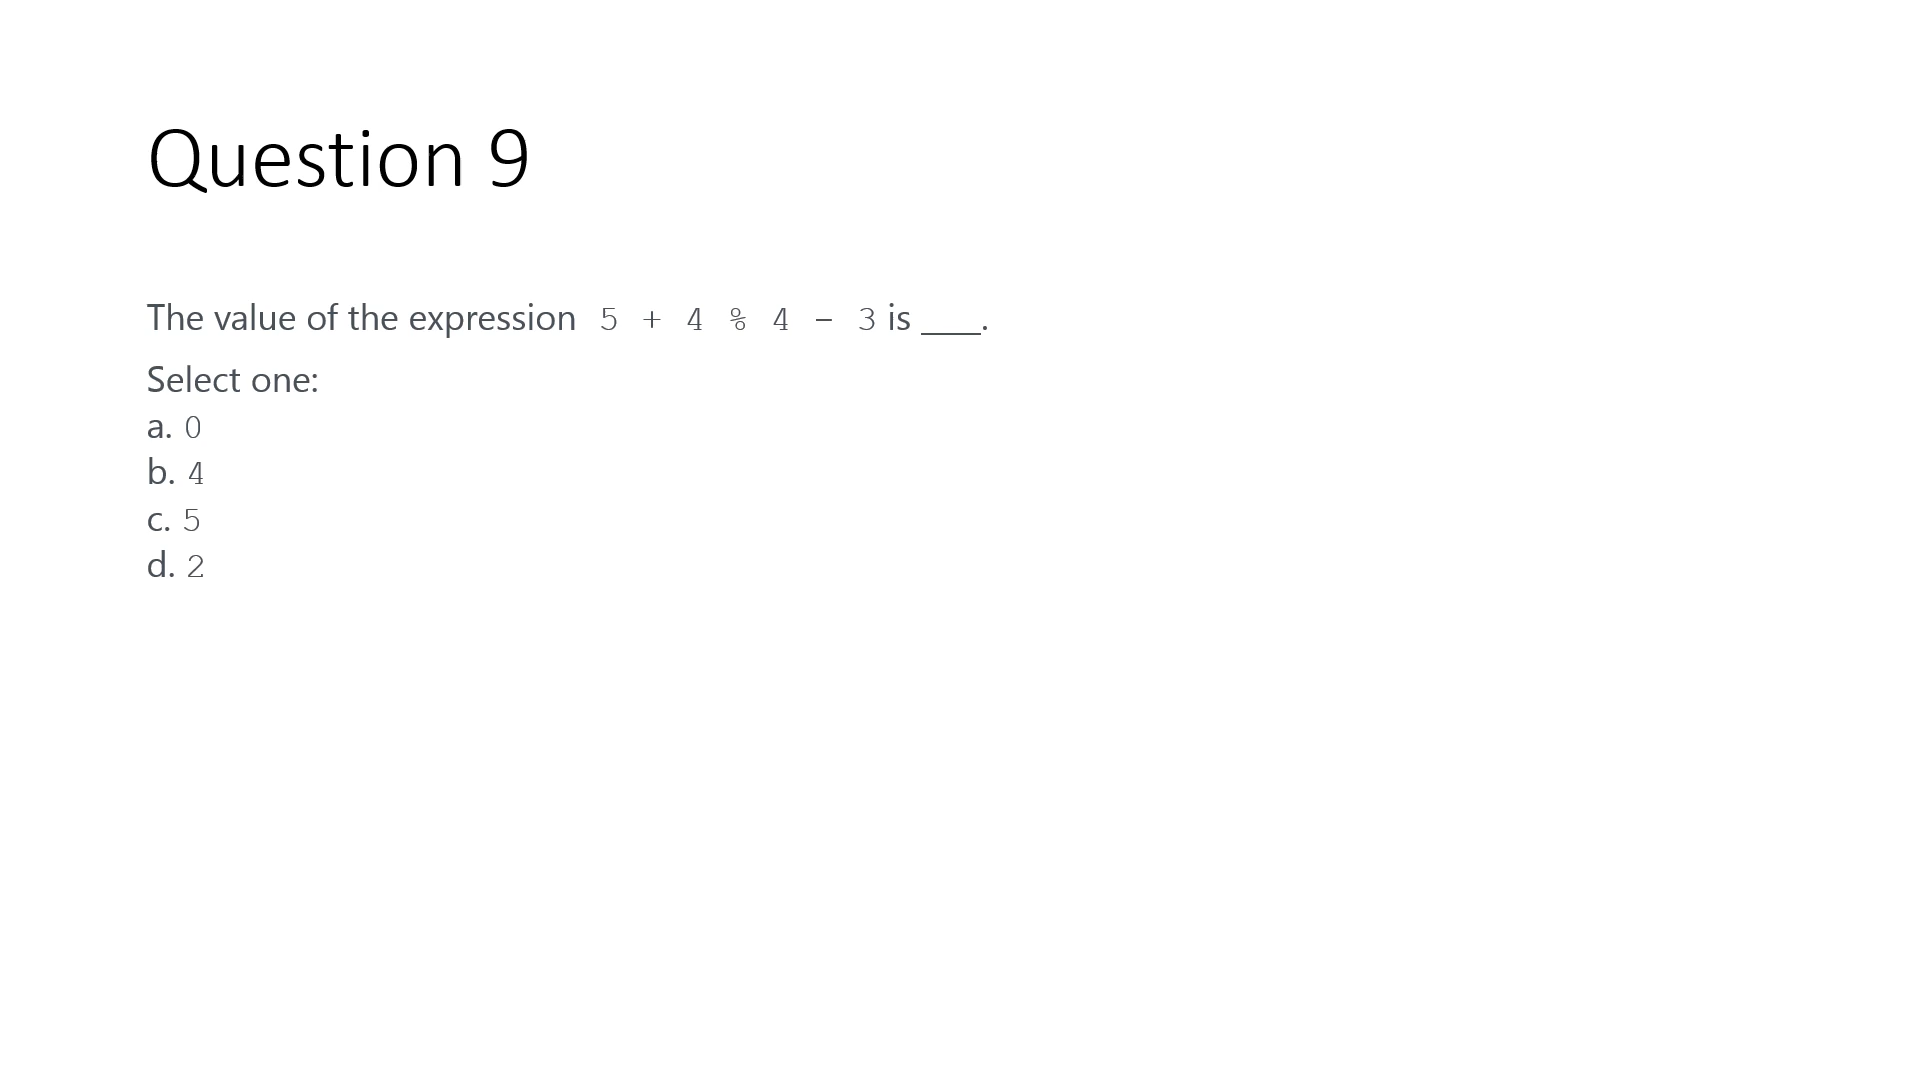 Question 9
The value of the expression 5 + 4 % 4 - 3 is ____.
Select one:
a. 0
b. 4
c. 5
d. 2